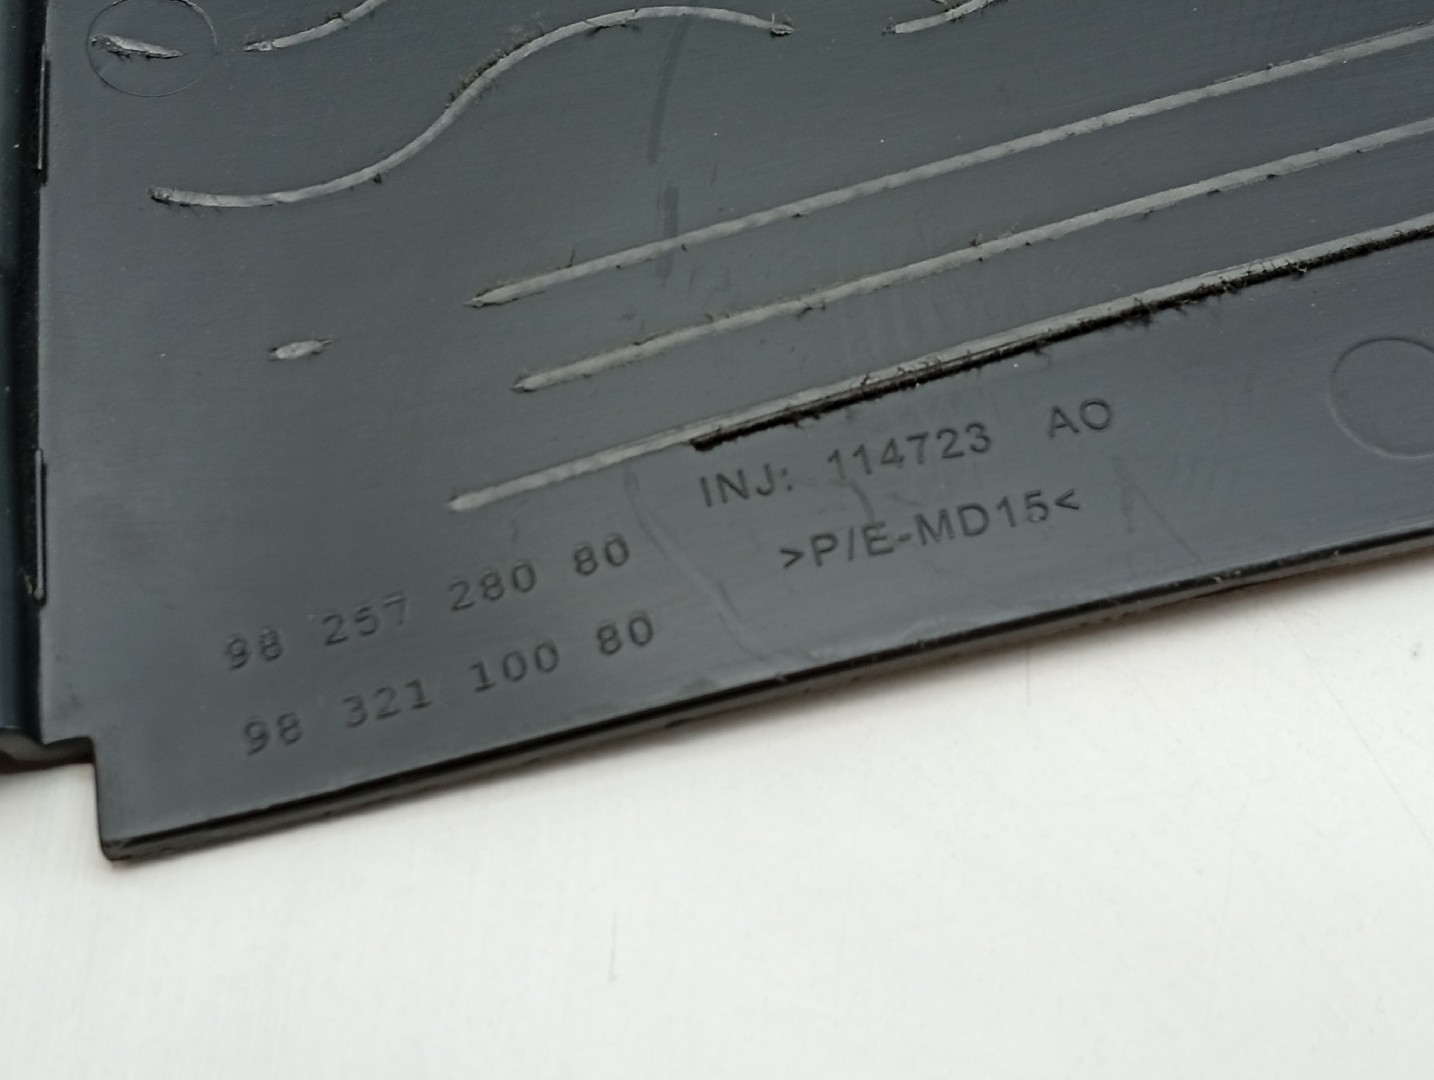 INJ: 114723 AO
>P/E-MD15<
98 257 280 80
98 321 100 80